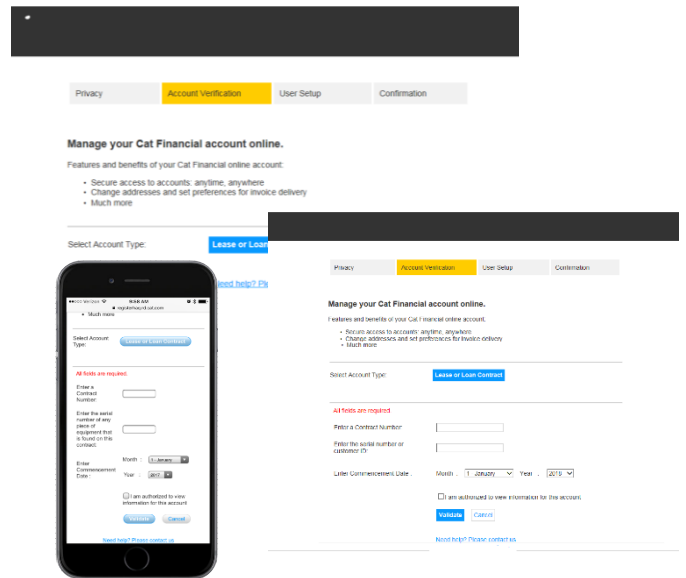 Privacy
Account Verification
User Setup
Confirmation
Manage your Cat Financial account online.
Features and benefits of your Cat Financial online account:
• Secure access to accounts: anytime, anywhere
• Change addresses and set preferences for invoice delivery
• Much more
Select Account Type:
Lease or Loan
Need help?
9:58 AM
• Much more
Select Account
Type:
Lease or Loan Contract
All fields are required.
Enter a
Contract
Number:
Enter the serial
number of any
piece of
equipment that
is found on this
contract:
Enter
Commencement
Date :
Month :
1 - January
Year :
2017
I am authorized to view
information for this account
Validate
Cancel
Need help? Please contact us
Privacy
Account Verification
User Setup
Confirmation
Manage your Cat Financial account online.
Features and benefits of your Cat Financial online account.
• Secure access to accounts: anytime, anywhere
• Change addresses and set preferences for invoice delivery
• Much more
Select Account Type:
Lease or Loan Contract
All fields are required
Enter a Contract Number:
Enter the serial number or
customer ID:
Enter Commencement Date :
Month :
1 - January
Year :
2018
I am authorized to view information for this account
Validate
Cancel
Need help? Please contact us